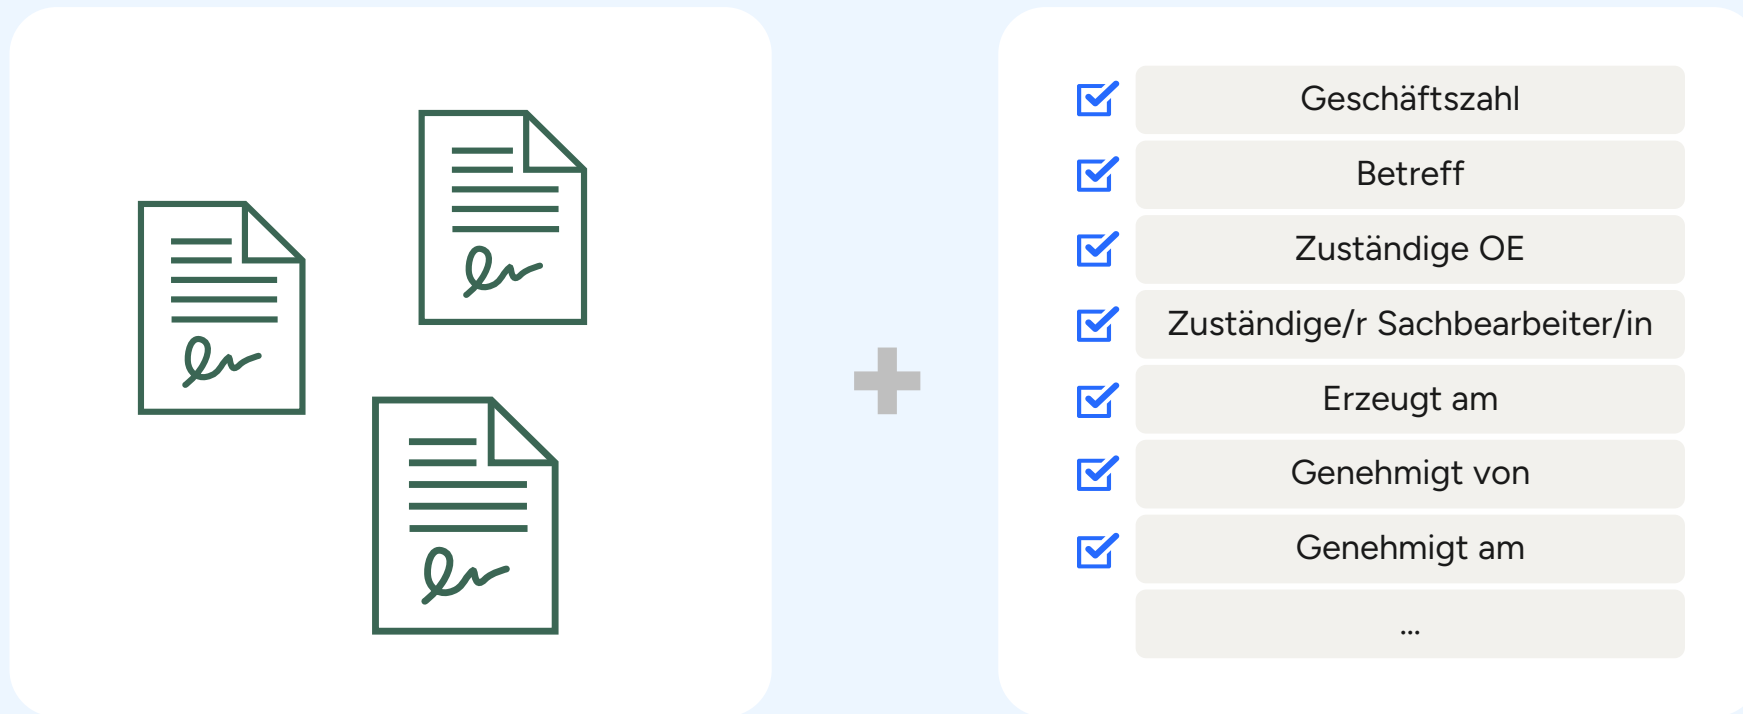 Geschäftszahl
Betreff
Zuständige OE
Zuständige/r Sachbearbeiter/in
Erzeugt am
Genehmigt von
Genehmigt am
...